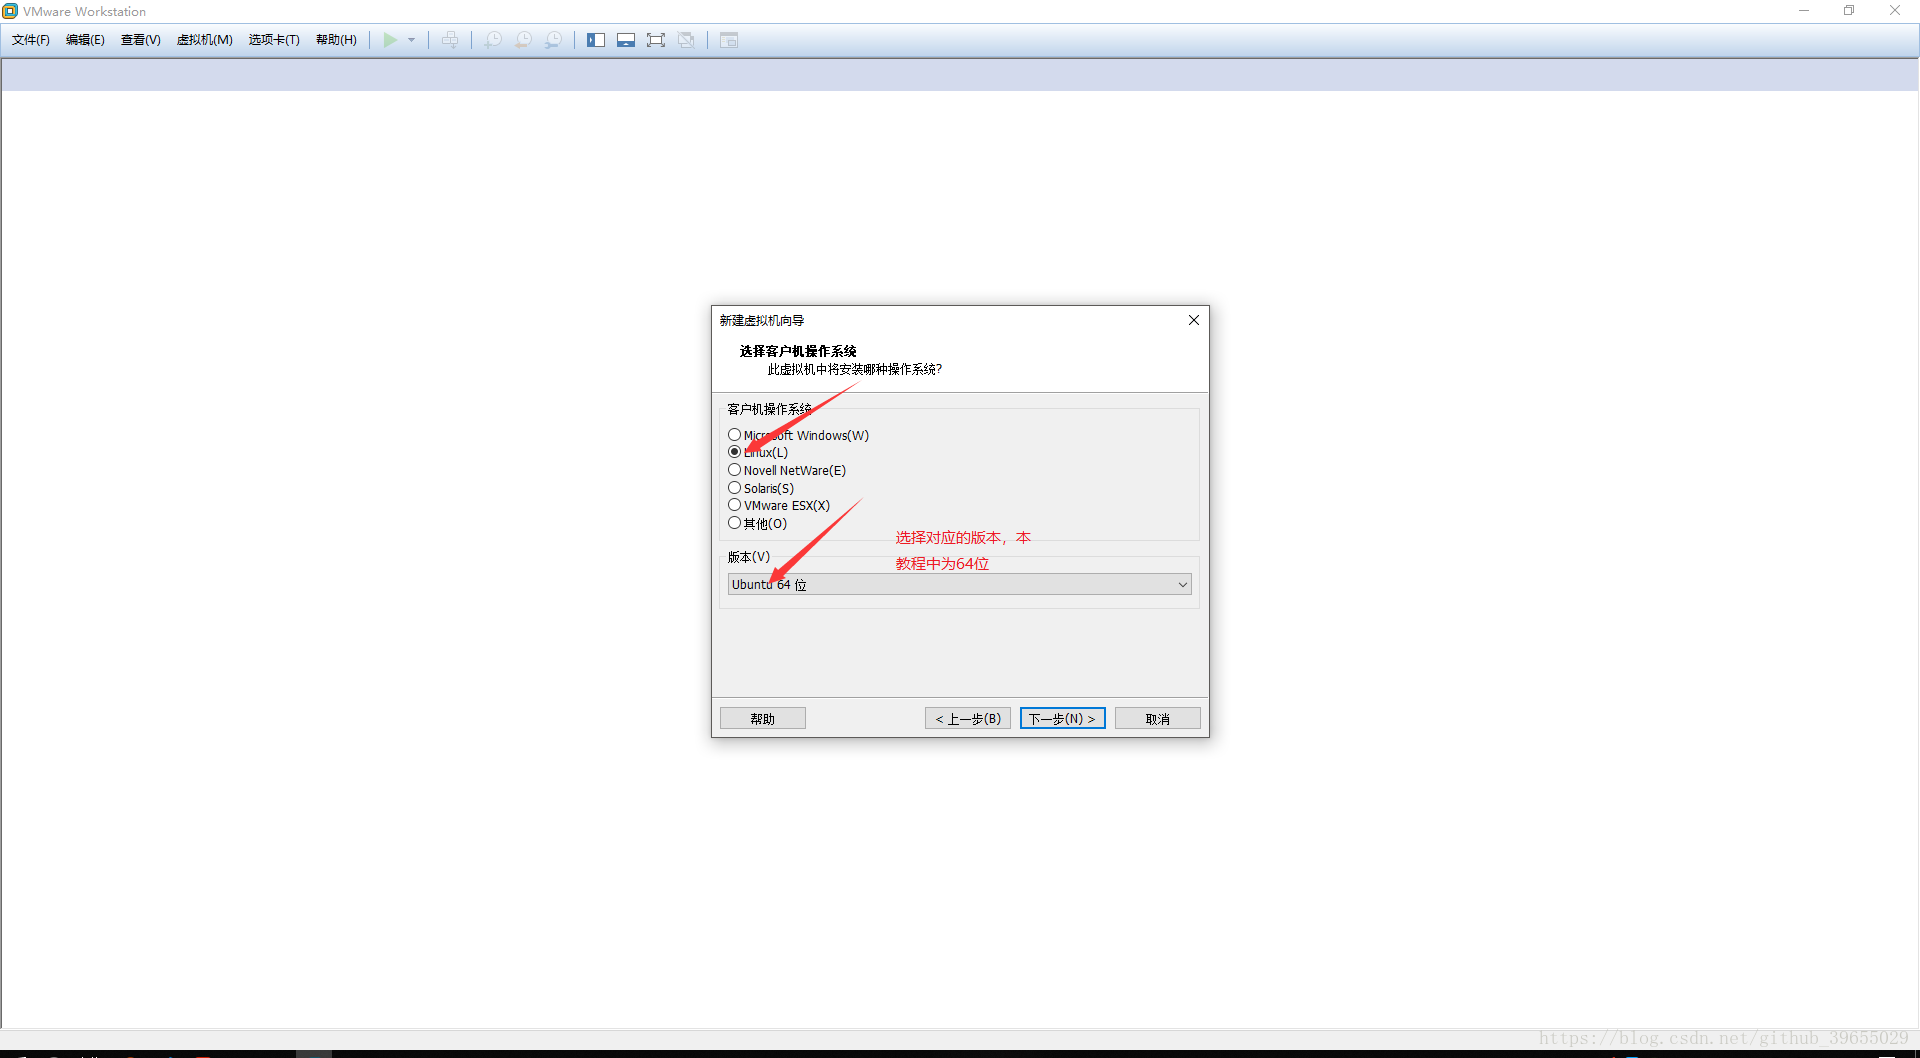 VMware Workstation
文件(F) 编辑(E) 查看(V) 虚拟机(M) 选项卡(T) 帮助(H)
新建虚拟机向导
选择客户机操作系统
此虚拟机中将安装哪种操作系统?
客户机操作系统
Microsoft Windows(W)
Linux(L)
Novell NetWare(E)
Solaris(S)
VMware ESX(X)
其他(O)
选择对应的版本，本
教程中为64位
版本(V)
Ubuntu 64 位
帮助 < 上一步(B) 下一步(N) > 取消
https://blog.csdn.net/github_39655029